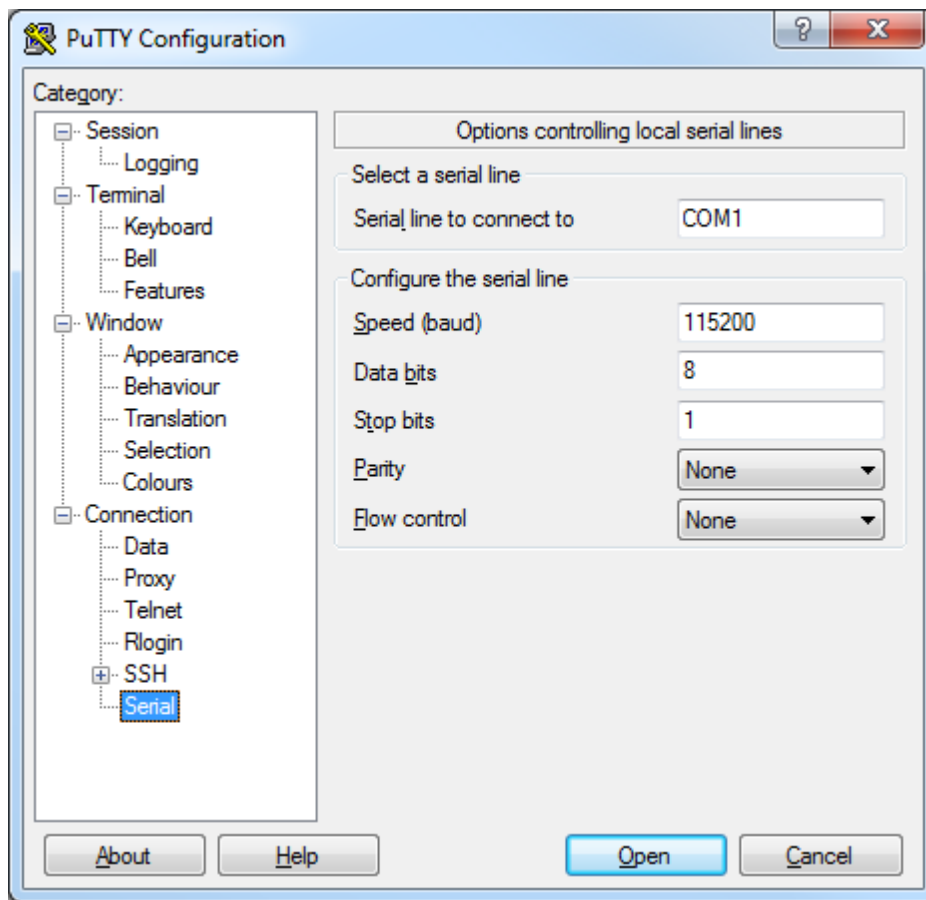 PuTTY Configuration
Category:
Session
Logging
Terminal
Keyboard
Bell
Features
Window
Appearance
Behaviour
Translation
Selection
Colours
Connection
Data
Proxy
Telnet
Rlogin
SSH
Serial
Options controlling local serial lines
Select a serial line
Serial line to connect to COM1
Configure the serial line
Speed (baud) 115200
Data bits 8
Stop bits 1
Parity None
Flow control None
About Help Open Cancel